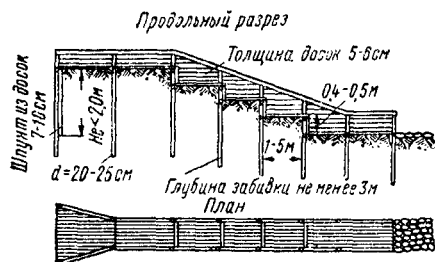 Продольный разрез
Толщина досок 5-6см
Шпунт из досок
7-10см
Не<2,0м
0,4-0,5м
1-5м
d=20-25см
Глубина забивки не менее 3м
План